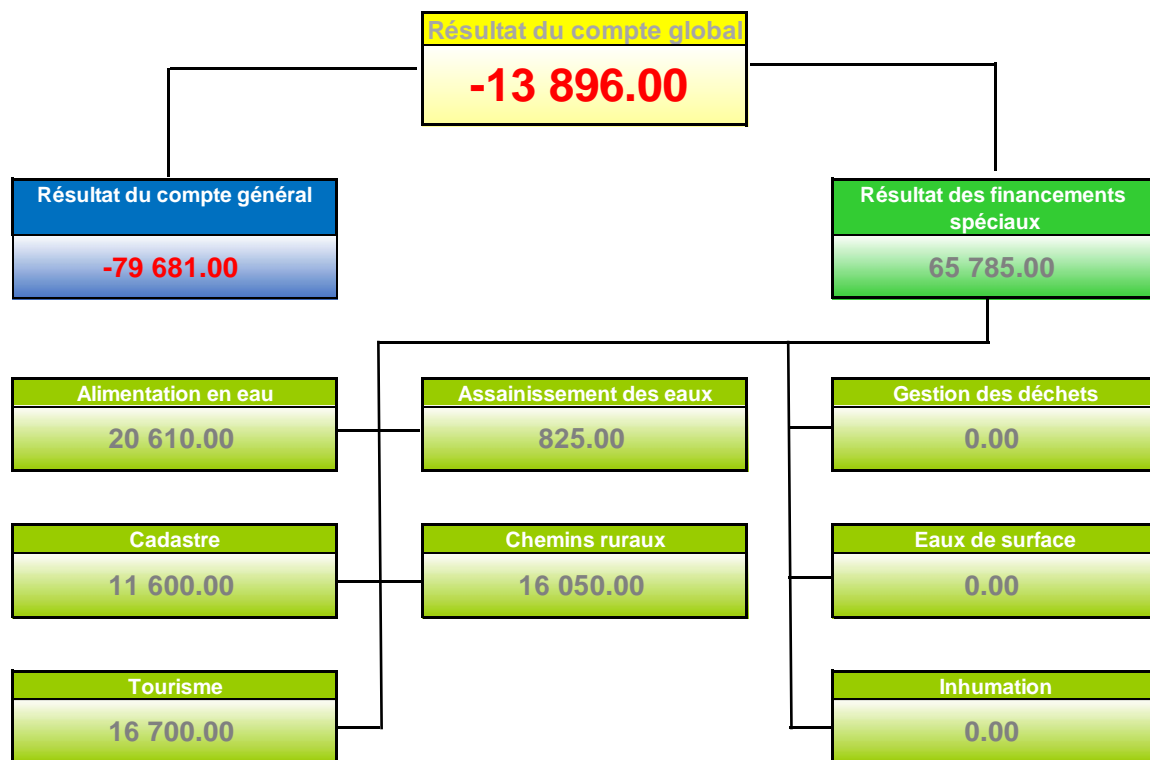 Résultat du compte global
-13 896.00
Résultat du compte général
-79 681.00
Résultat des financements
spéciaux
65 785.00
Alimentation en eau
20 610.00
Assainissement des eaux
825.00
Gestion des déchets
0.00
Cadastre
11 600.00
Chemins ruraux
16 050.00
Eaux de surface
0.00
Tourisme
16 700.00
Inhumation
0.00